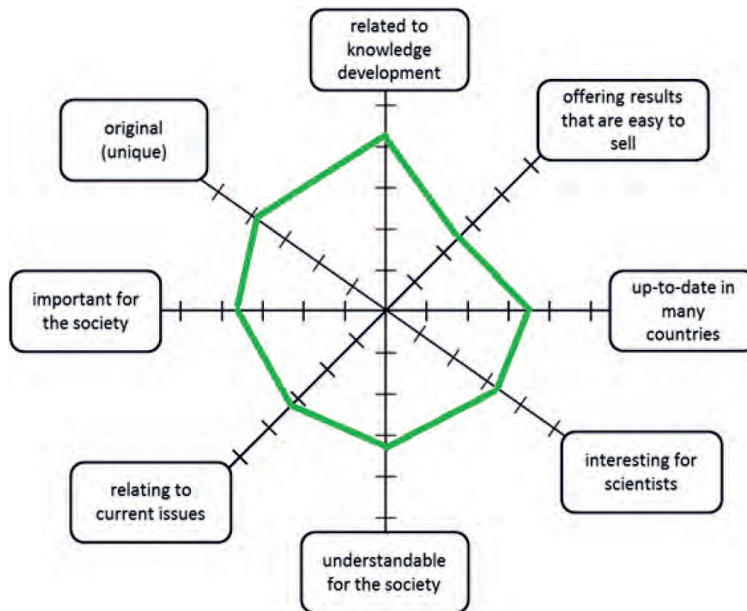 related to
knowledge
development
offering results
that are easy to
sell
original
(unique)
important for
the society
up-to-date in
many
countries
relating to
current issues
interesting for
scientists
understandable
for the society